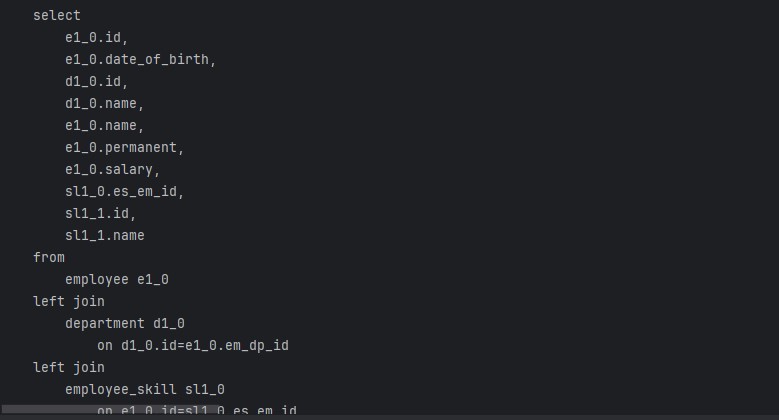 select
e1_0.id,
e1_0.date_of_birth,
d1_0.id,
d1_0.name,
e1_0.name,
e1_0.permanent,
e1_0.salary,
sl1_0.es_em_id,
sl1_1.id,
sl1_1.name
from
employee e1_0
left join
department d1_0
on d1_0.id=e1_0.em_dp_id
left join
employee_skill sl1_0
on e1_0.id=sl1_0.es_em_id